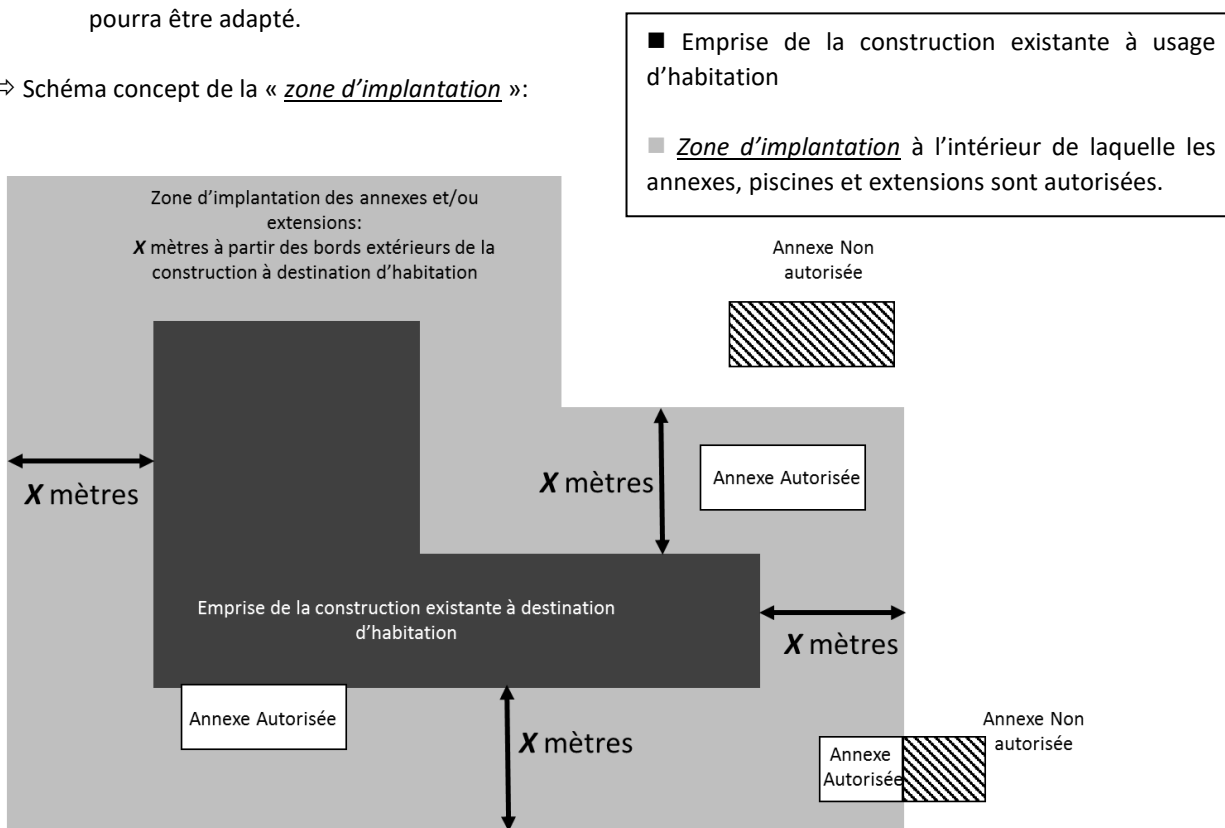 pourra être adapté.
⇨ Schéma concept de la « zone d’implantation »:
■ Emprise de la construction existante à usage
d’habitation
■ Zone d’implantation à l’intérieur de laquelle les
annexes, piscines et extensions sont autorisées.
Zone d’implantation des annexes et/ou
extensions:
X mètres à partir des bords extérieurs de la
construction à destination d’habitation
Annexe Non
autorisée
X mètres
X mètres
Annexe Autorisée
Emprise de la construction existante à destination
d’habitation
X mètres
Annexe Autorisée
X mètres
Annexe Non
autorisée
Annexe
Autorisée